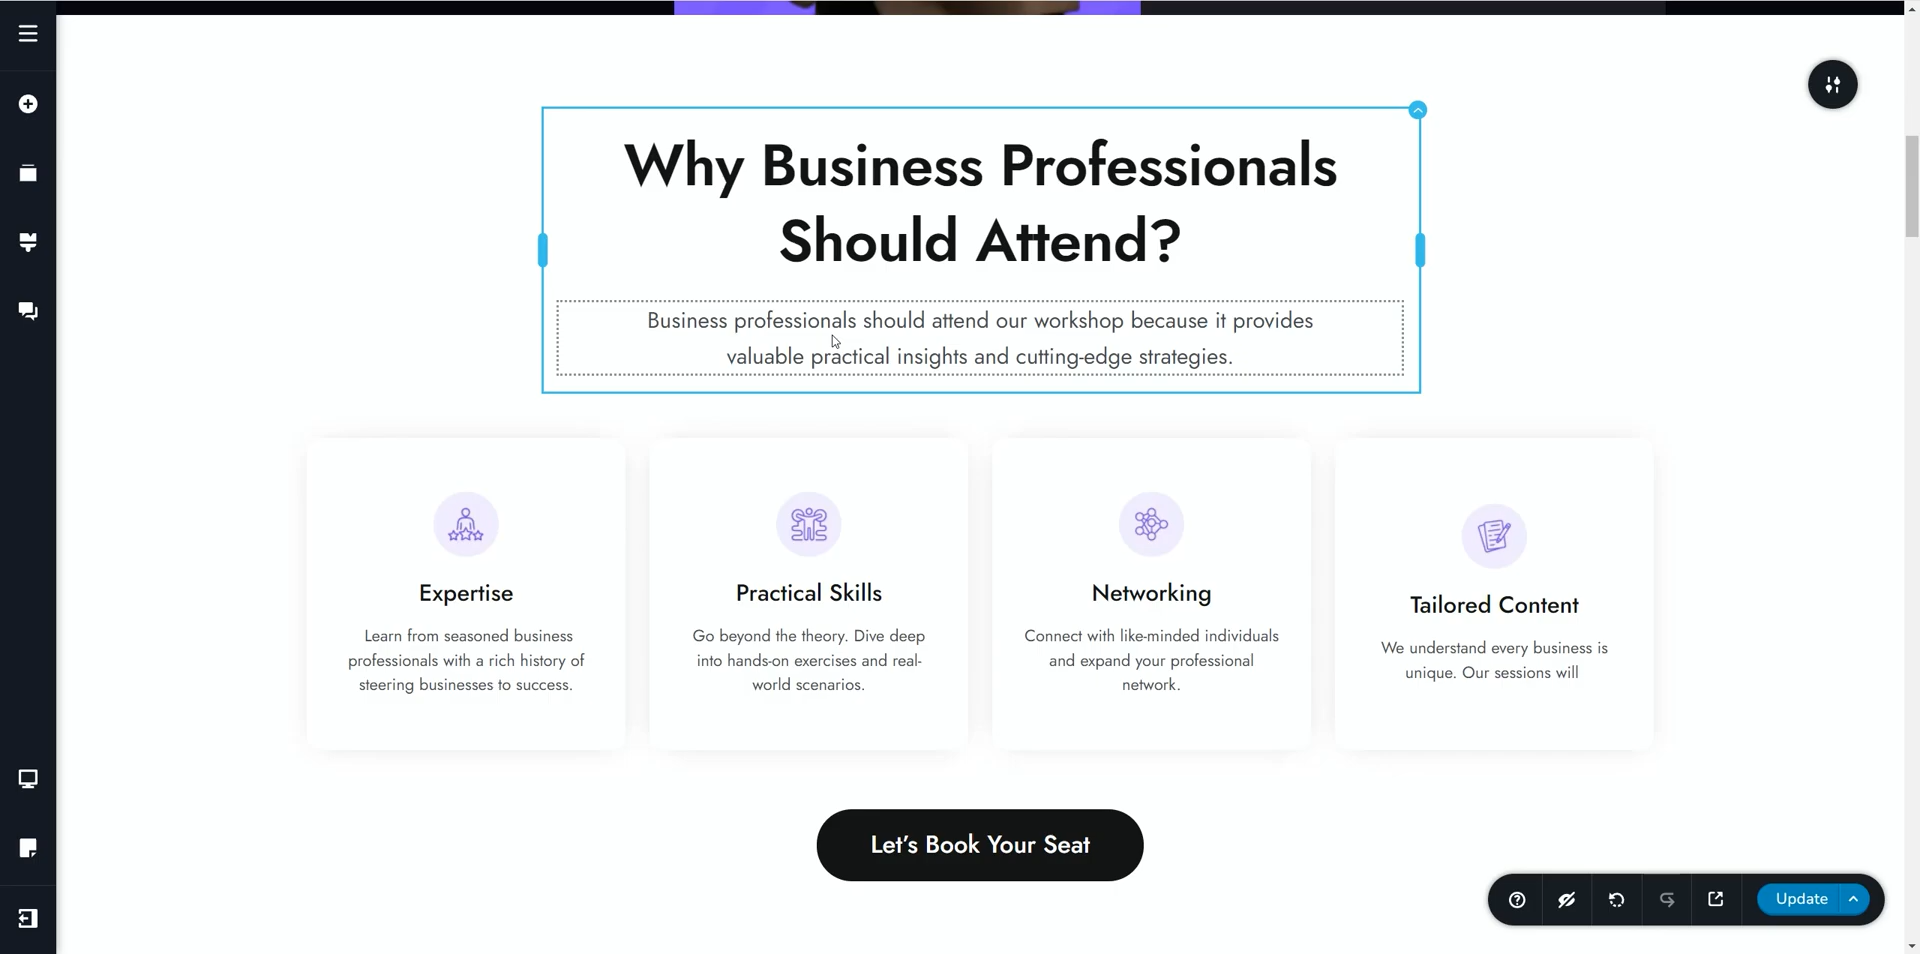 Why Business Professionals
Should Attend?
Business professionals should attend our workshop because it provides
valuable practical insights and cutting-edge strategies.
Expertise
Learn from seasoned business
professionals with a rich history of
steering businesses to success.
Practical Skills
Go beyond the theory. Dive deep
into hands-on exercises and real-
world scenarios.
Networking
Connect with like-minded individuals
and expand your professional
network.
Tailored Content
We understand every business is
unique. Our sessions will
Let's Book Your Seat
Update